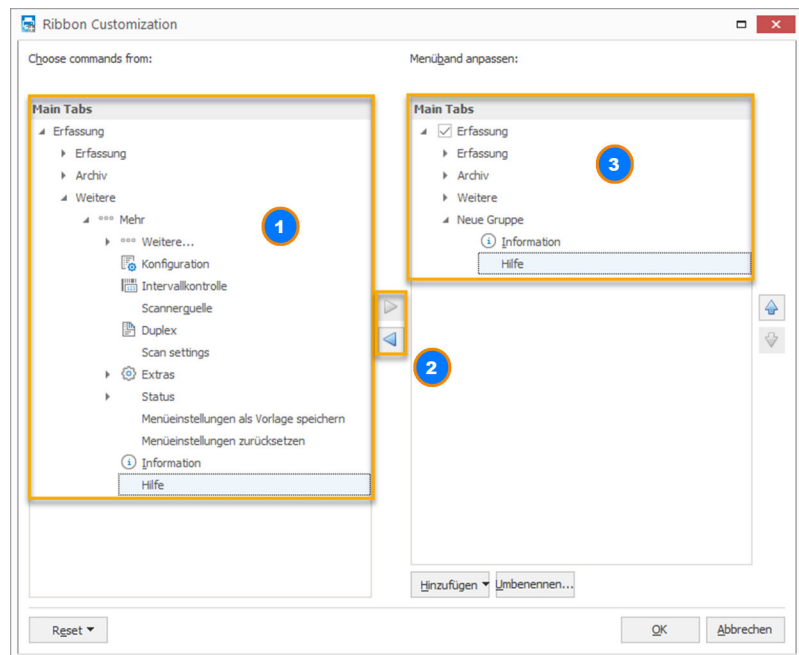 Ribbon Customization
Choose commands from:
Menüband anpassen:
Main Tabs
Erfassung
Erfassung
Archiv
Weitere
Mehr
Weitere...
Konfiguration
Intervallkontrolle
Scannerquelle
Duplex
Scan settings
Extras
Status
Menüeinstellungen als Vorlage speichern
Menüeinstellungen zurücksetzen
Information
Hilfe
1
2
Main Tabs
Erfassung
Erfassung
Archiv
Weitere
Neue Gruppe
Information
Hilfe
3
Hinzufügen
Umbenennen...
Reset
OK
Abbrechen